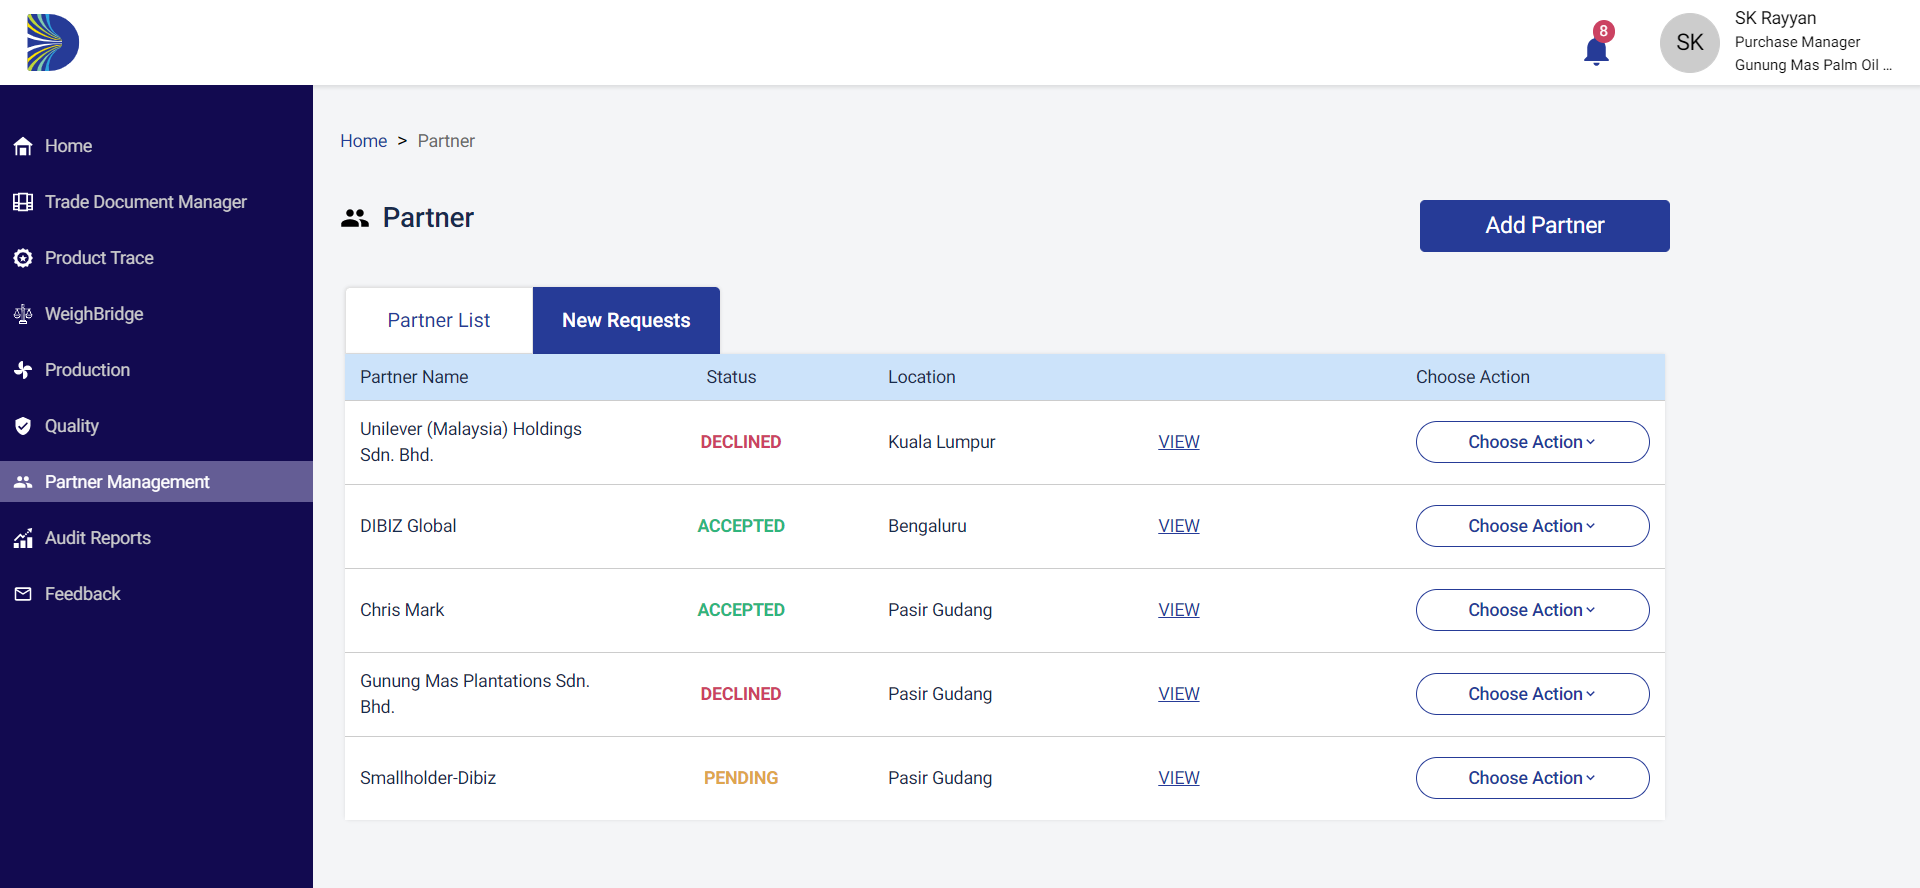 8
SK
SK Rayyan
Purchase Manager
Gunung Mas Palm Oil ...
Home
Trade Document Manager
Product Trace
WeighBridge
Production
Quality
Partner Management
Audit Reports
Feedback
Home > Partner
Partner
Add Partner
Partner List
New Requests
Partner Name Status Location Choose Action
Unilever (Malaysia) Holdings
Sdn. Bhd.
DECLINED Kuala Lumpur VIEW Choose Action
DIBIZ Global ACCEPTED Bengaluru VIEW Choose Action
Chris Mark ACCEPTED Pasir Gudang VIEW Choose Action
Gunung Mas Plantations Sdn.
Bhd.
DECLINED Pasir Gudang VIEW Choose Action
Smallholder-Dibiz PENDING Pasir Gudang VIEW Choose Action